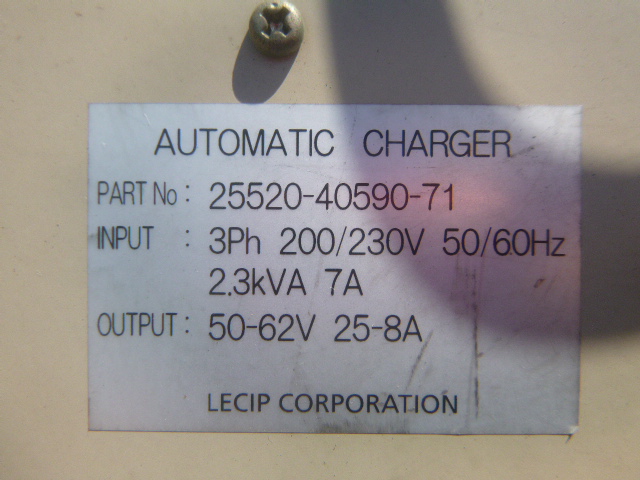 AUTOMATIC CHARGER
PART No : 25520-40590-71
INPUT : 3Ph 200/230V 50/60Hz
2.3kVA 7A
OUTPUT : 50-62V 25-8A
LECIP CORPORATION